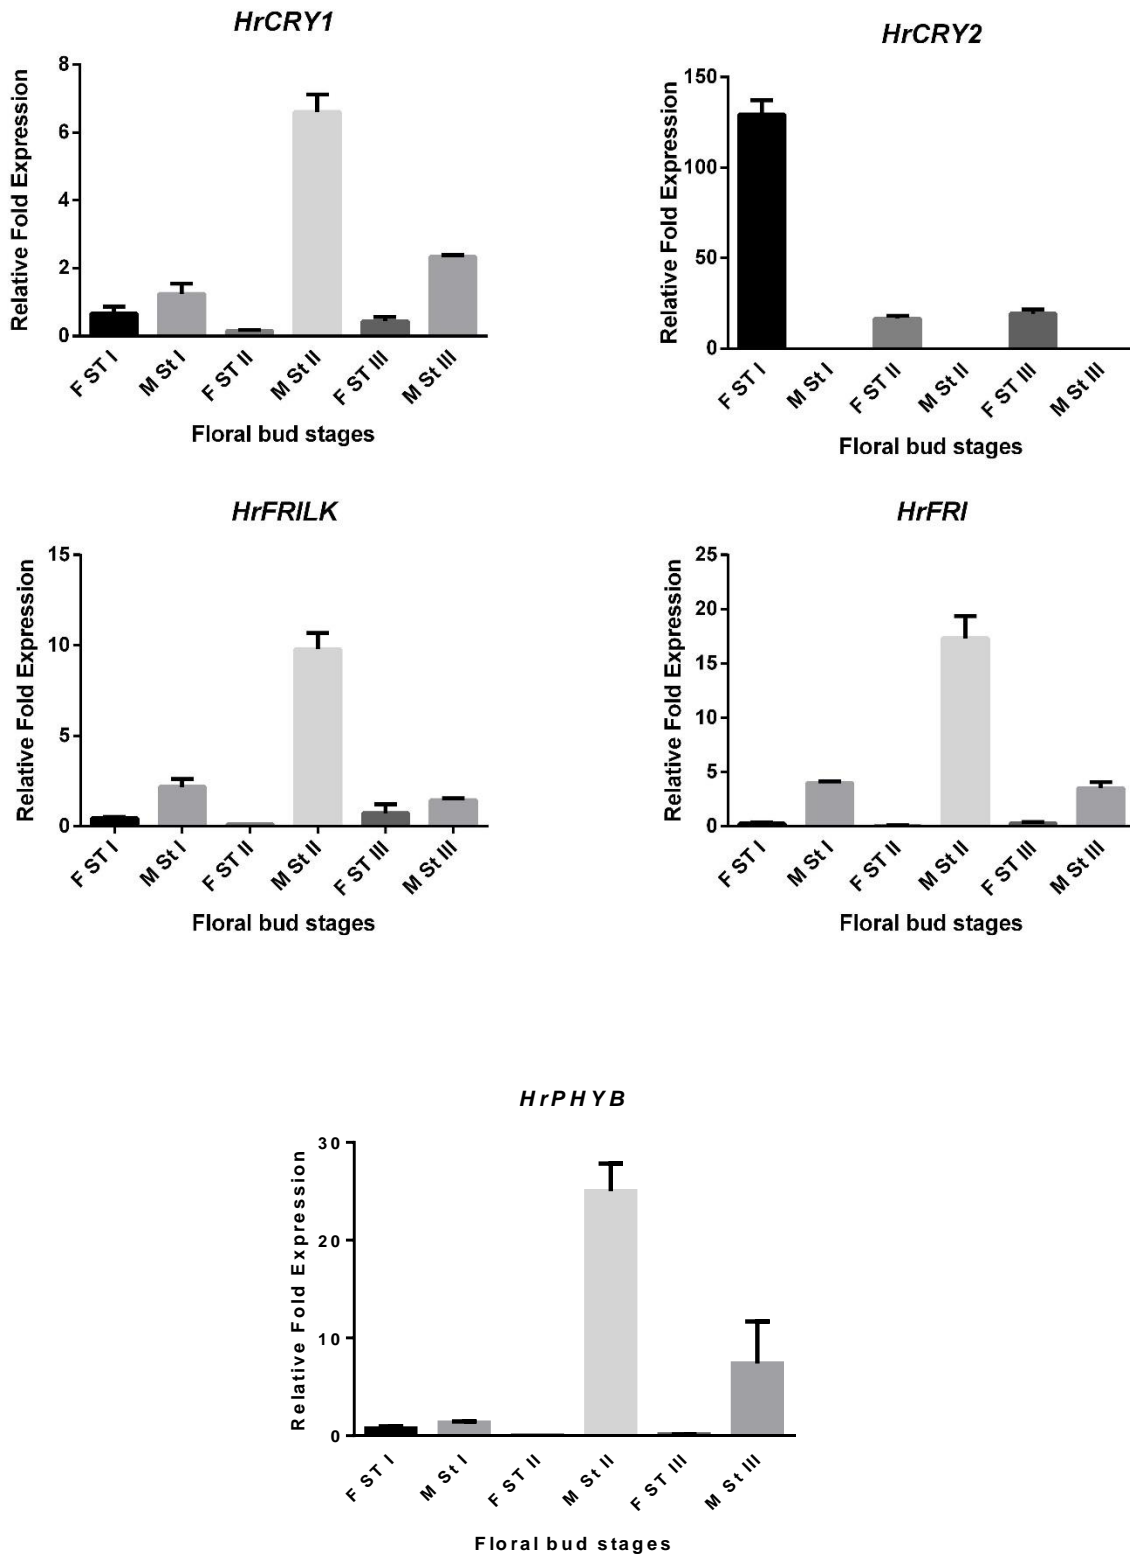 HrCRY1
Relative Fold Expression
8
6
4
2
0
F ST I
M St I
F ST II
M St II
F ST III
M St III
Floral bud stages
HrCRY2
Relative Fold Expression
150
100
50
0
F ST I
M St I
F ST II
M St II
F ST III
M St III
Floral bud stages
HrFRILK
Relative Fold Expression
15
10
5
0
F ST I
M St I
F ST II
M St II
F ST III
M St III
Floral bud stages
HrFRI
Relative Fold Expression
25
20
15
10
5
0
F ST I
M St I
F ST II
M St II
F ST III
M St III
Floral bud stages
HrPHYB
Relative Fold Expression
30
20
10
0
F ST I
M St I
F ST II
M St II
F ST III
M St III
Floral bud stages